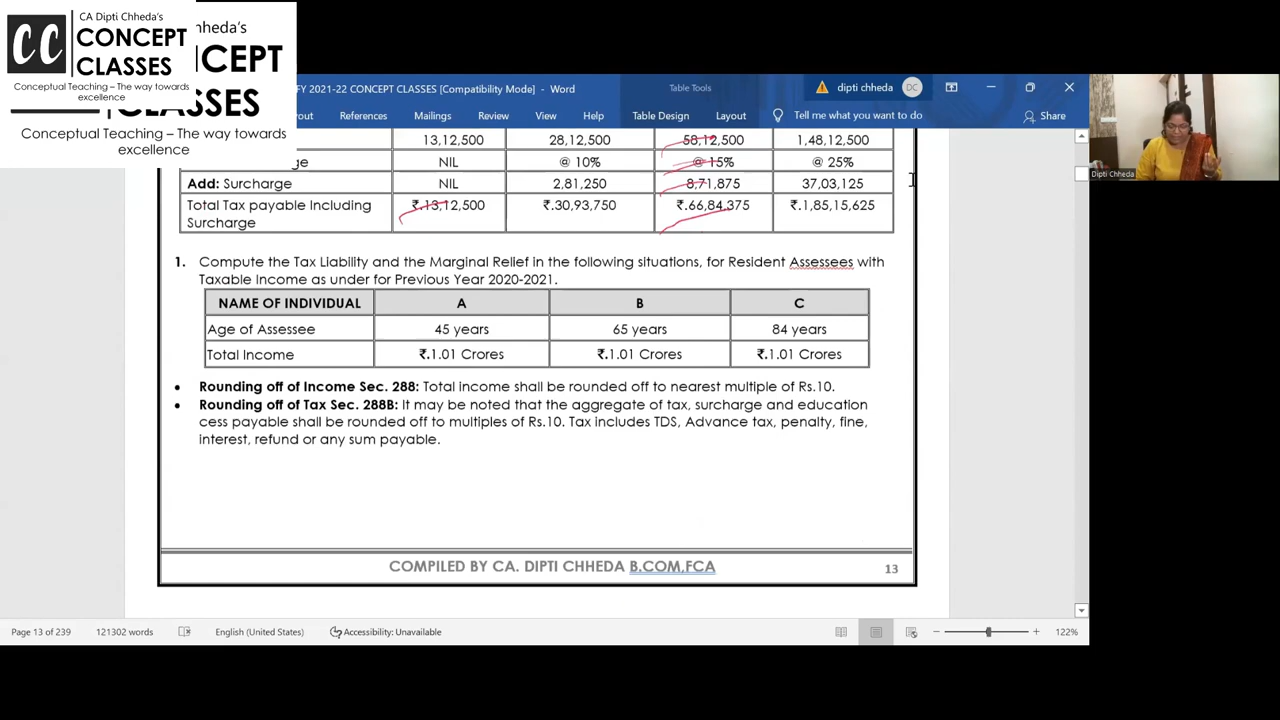 CA Dipti Chheda's
CONCEPT
CLASSES
Conceptual Teaching – The way towards
excellence
hheda's
NCEPT
CLASSES
Conceptual Teaching – The way towards
excellence
FY 2021-22 CONCEPT CLASSES [Compatibility Mode] - Word
Table Tools
dipti chheda
DC
yout References Mailings Review View Help Table Design Layout Tell me what you want to do Share
13,12,500 28,12,500 58,12,500 1,48,12,500
ge NIL @ 10% @ 15% @ 25%
Add: Surcharge NIL 2,81,250 8,71,875 37,03,125
Total Tax payable Including ₹.13,12,500 ₹.30,93,750 ₹.66,84,375 ₹.1,85,15,625
Surcharge
1. Compute the Tax Liability and the Marginal Relief in the following situations, for Resident Assessees with
Taxable Income as under for Previous Year 2020-2021.
NAME OF INDIVIDUAL A B C
Age of Assessee 45 years 65 years 84 years
Total Income ₹.1.01 Crores ₹.1.01 Crores ₹.1.01 Crores
• Rounding off of Income Sec. 288: Total income shall be rounded off to nearest multiple of Rs.10.
• Rounding off of Tax Sec. 288B: It may be noted that the aggregate of tax, surcharge and education
cess payable shall be rounded off to multiples of Rs.10. Tax includes TDS, Advance tax, penalty, fine,
interest, refund or any sum payable.
COMPILED BY CA. DIPTI CHHEDA B.COM,FCA 13
Page 13 of 239 121302 words English (United States) Accessibility: Unavailable 122%
Dipti Chheda